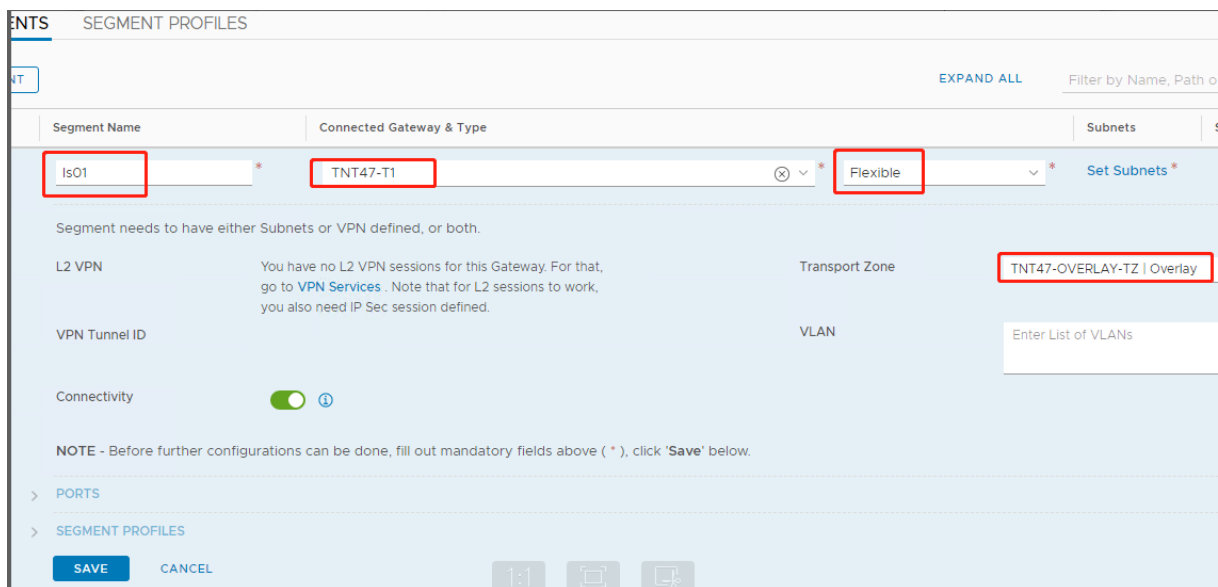 ENTS SEGMENT PROFILES
NT EXPAND ALL Filter by Name, Path o
Segment Name Connected Gateway & Type Subnets S
ls01 * TNT47-T1 * Flexible * Set Subnets *
Segment needs to have either Subnets or VPN defined, or both.
L2 VPN You have no L2 VPN sessions for this Gateway. For that, Transport Zone TNT47-OVERLAY-TZ | Overlay
go to VPN Services . Note that for L2 sessions to work,
you also need IP Sec session defined.
VPN Tunnel ID VLAN Enter List of VLANs
Connectivity
NOTE - Before further configurations can be done, fill out mandatory fields above ( * ), click 'Save' below.
PORTS
SEGMENT PROFILES
SAVE CANCEL 1:1